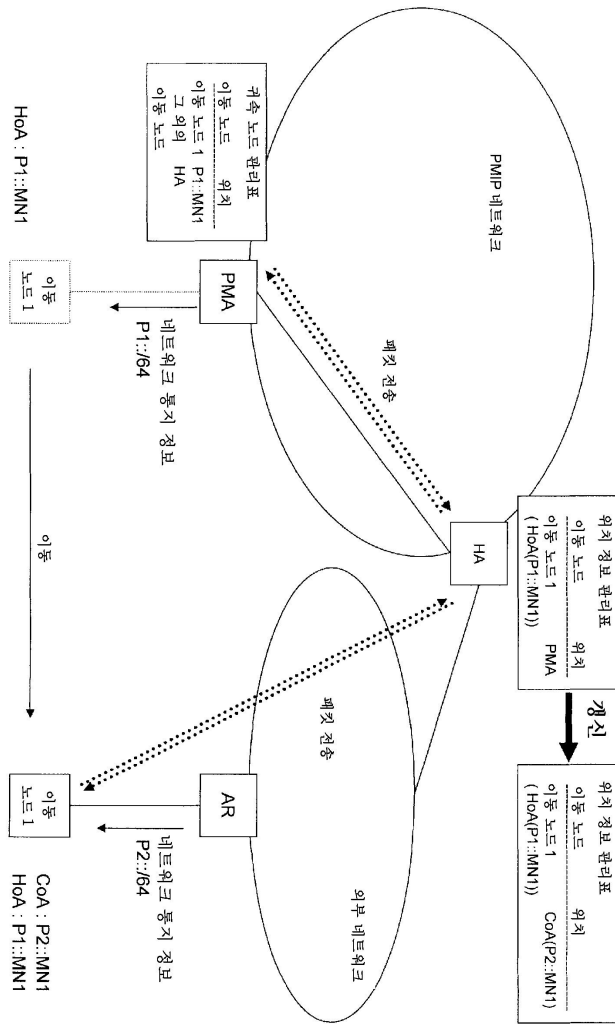 위치 정보 관리표
이동 노드 위치
이동 노드 1 PMA
( HoA(P1::MN1))
갱신
위치 정보 관리표
이동 노드 위치
이동 노드 1 CoA(P2::MN1)
( HoA(P1::MN1))
PMIP 네트워크
HA
패킷 전송
패킷 전송
외부 네트워크
귀속 노드 관리표
이동 노드 위치
이동 노드 1 P1::MN1
그 외의 HA
이동 노드
PMA
네트워크 통지 정보
P1::/64
AR
네트워크 통지 정보
P2::/64
HoA : P1::MN1
이동
노드 1
이동
이동
노드 1
CoA : P2::MN1
HoA : P1::MN1